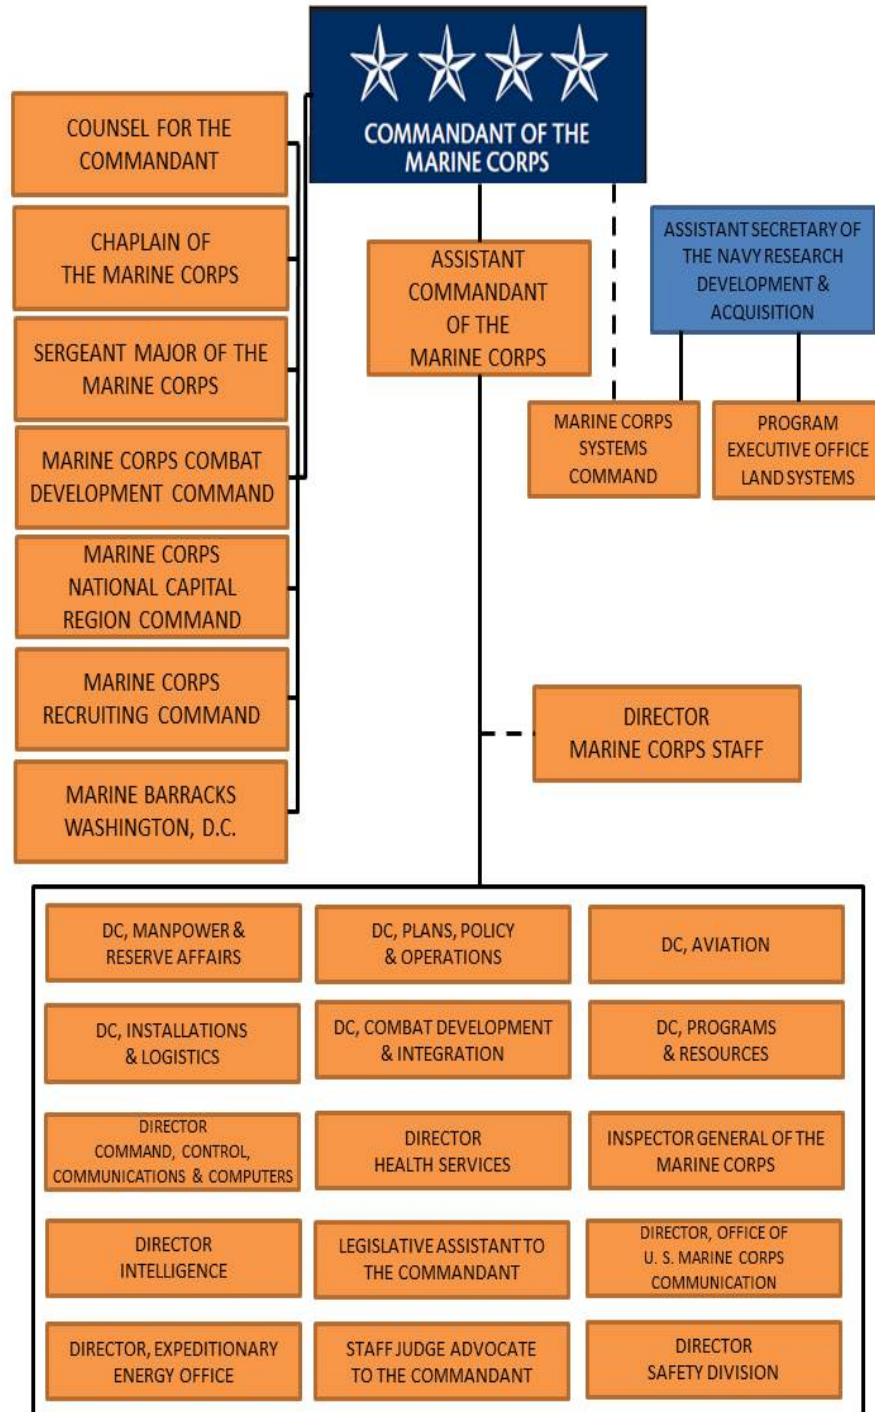 COMMANDANT OF THE
MARINE CORPS
COUNSEL FOR THE
COMMANDANT
CHAPLAIN OF
THE MARINE CORPS
SERGEANT MAJOR OF THE
MARINE CORPS
MARINE CORPS COMBAT
DEVELOPMENT COMMAND
MARINE CORPS
NATIONAL CAPITAL
REGION COMMAND
MARINE CORPS
RECRUITING COMMAND
MARINE BARRACKS
WASHINGTON, D.C.
ASSISTANT
COMMANDANT
OF THE
MARINE CORPS
ASSISTANT SECRETARY OF
THE NAVY RESEARCH
DEVELOPMENT &
ACQUISITION
MARINE CORPS
SYSTEMS
COMMAND
PROGRAM
EXECUTIVE OFFICE
LAND SYSTEMS
DIRECTOR
MARINE CORPS STAFF
DC, MANPOWER &
RESERVE AFFAIRS
DC, PLANS, POLICY
& OPERATIONS
DC, AVIATION
DC, INSTALLATIONS
& LOGISTICS
DC, COMBAT DEVELOPMENT
& INTEGRATION
DC, PROGRAMS
& RESOURCES
DIRECTOR
COMMAND, CONTROL,
COMMUNICATIONS & COMPUTERS
DIRECTOR
HEALTH SERVICES
INSPECTOR GENERAL OF THE
MARINE CORPS
DIRECTOR
INTELLIGENCE
LEGISLATIVE ASSISTANT TO
THE COMMANDANT
DIRECTOR, OFFICE OF
U. S. MARINE CORPS
COMMUNICATION
DIRECTOR, EXPEDITIONARY
ENERGY OFFICE
STAFF JUDGE ADVOCATE
TO THE COMMANDANT
DIRECTOR
SAFETY DIVISION